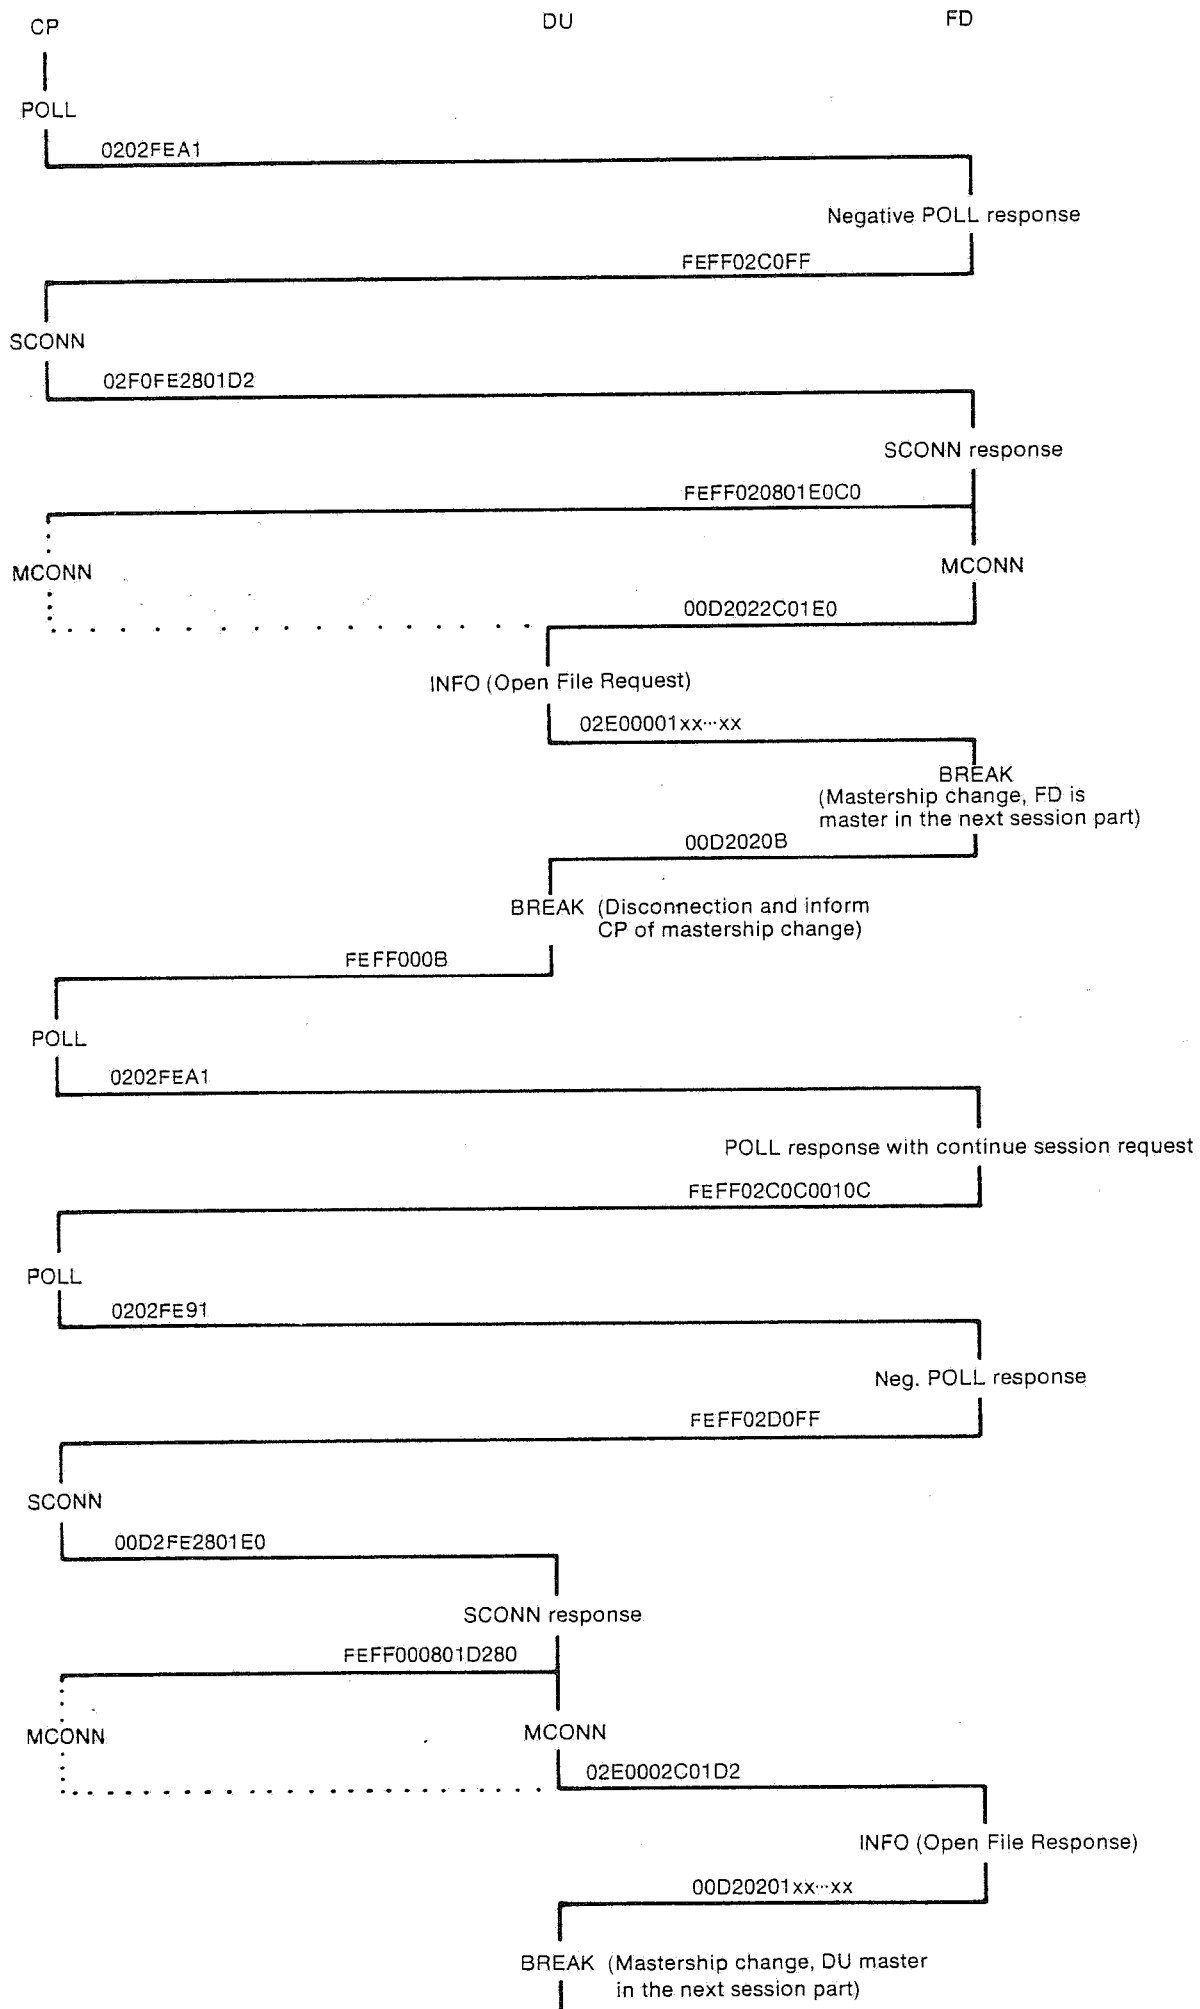 CP DU FD
POLL
0202FEA1
Negative POLL response
FEFF02C0FF
SCONN
02F0FE2801D2
SCONN response
FEFF020801E0C0
MCONN MCONN
00D2022C01E0
INFO (Open File Request)
02E00001xx···xx
BREAK
(Mastership change, FD is
master in the next session part)
00D2020B
BREAK (Disconnection and inform
CP of mastership change)
FEFF000B
POLL
0202FEA1
POLL response with continue session request
FEFF02C0C0010C
POLL
0202FE91
Neg. POLL response
FEFF02D0FF
SCONN
00D2FE2801E0
SCONN response
FEFF000801D280
MCONN MCONN
02E0002C01D2
INFO (Open File Response)
00D20201xx···xx
BREAK (Mastership change, DU master
in the next session part)